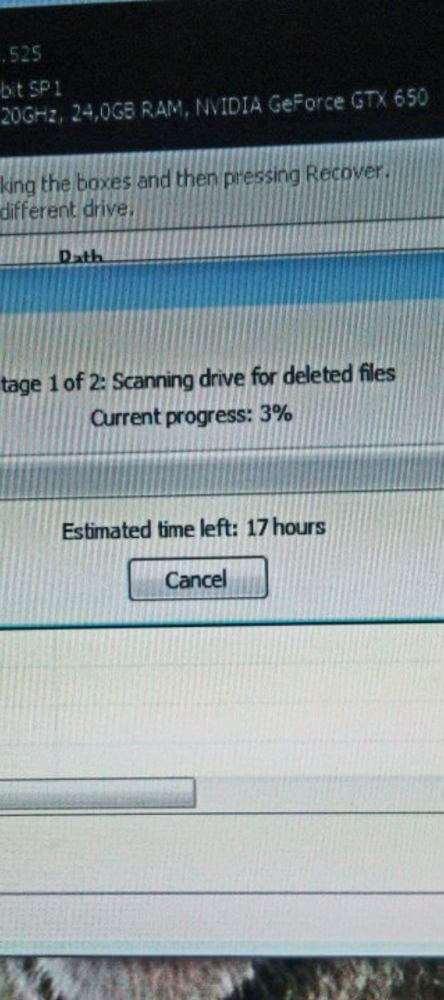 .525
bit SP1
20GHz, 24,0GB RAM, NVIDIA GeForce GTX 650
king the boxes and then pressing Recover.
different drive.
Path
tage 1 of 2: Scanning drive for deleted files
Current progress: 3%
Estimated time left: 17 hours
Cancel